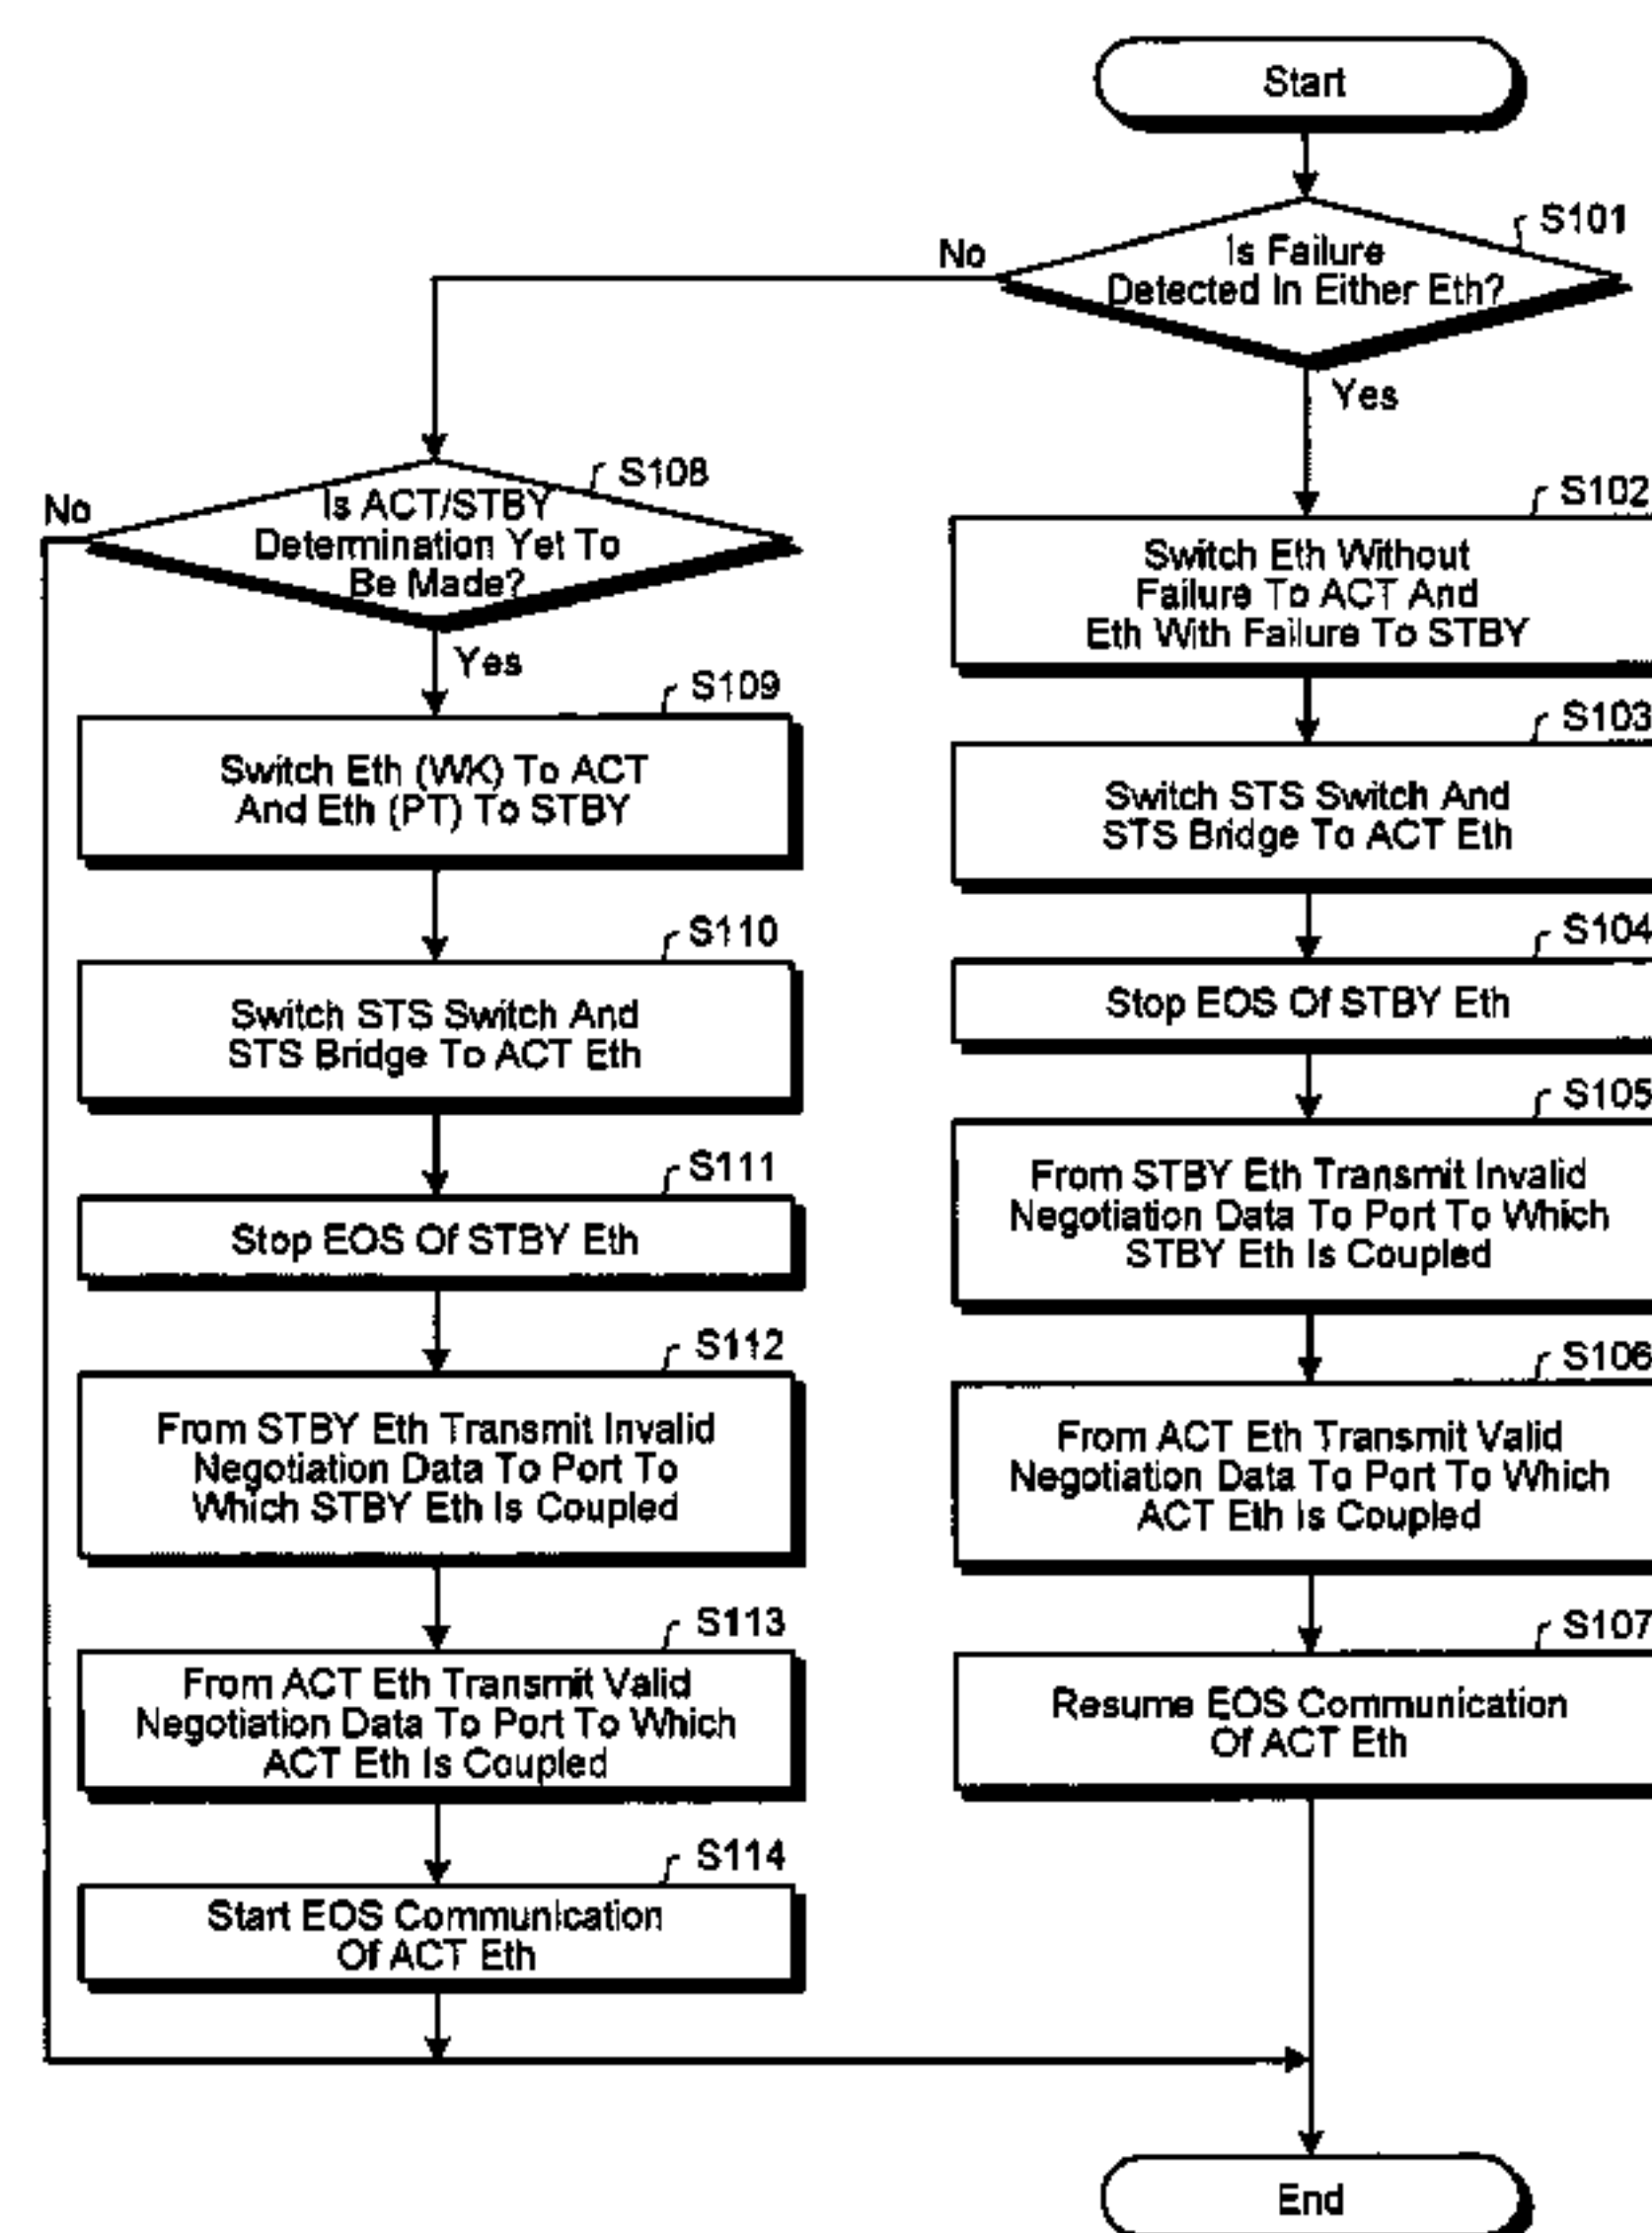 Start
S101
Is Failure
Detected In Either Eth?
No
Yes
S108
Is ACT/STBY
Determination Yet To
Be Made?
No
Yes
S102
Switch Eth Without
Failure To ACT And
Eth With Failure To STBY
S103
Switch STS Switch And
STS Bridge To ACT Eth
S104
Stop EOS Of STBY Eth
S105
From STBY Eth Transmit Invalid
Negotiation Data To Port To Which
STBY Eth Is Coupled
S106
From ACT Eth Transmit Valid
Negotiation Data To Port To Which
ACT Eth Is Coupled
S107
Resume EOS Communication
Of ACT Eth
S109
Switch Eth (WK) To ACT
And Eth (PT) To STBY
S110
Switch STS Switch And
STS Bridge To ACT Eth
S111
Stop EOS Of STBY Eth
S112
From STBY Eth Transmit Invalid
Negotiation Data To Port To
Which STBY Eth Is Coupled
S113
From ACT Eth Transmit Valid
Negotiation Data To Port To Which
ACT Eth Is Coupled
S114
Start EOS Communication
Of ACT Eth
End